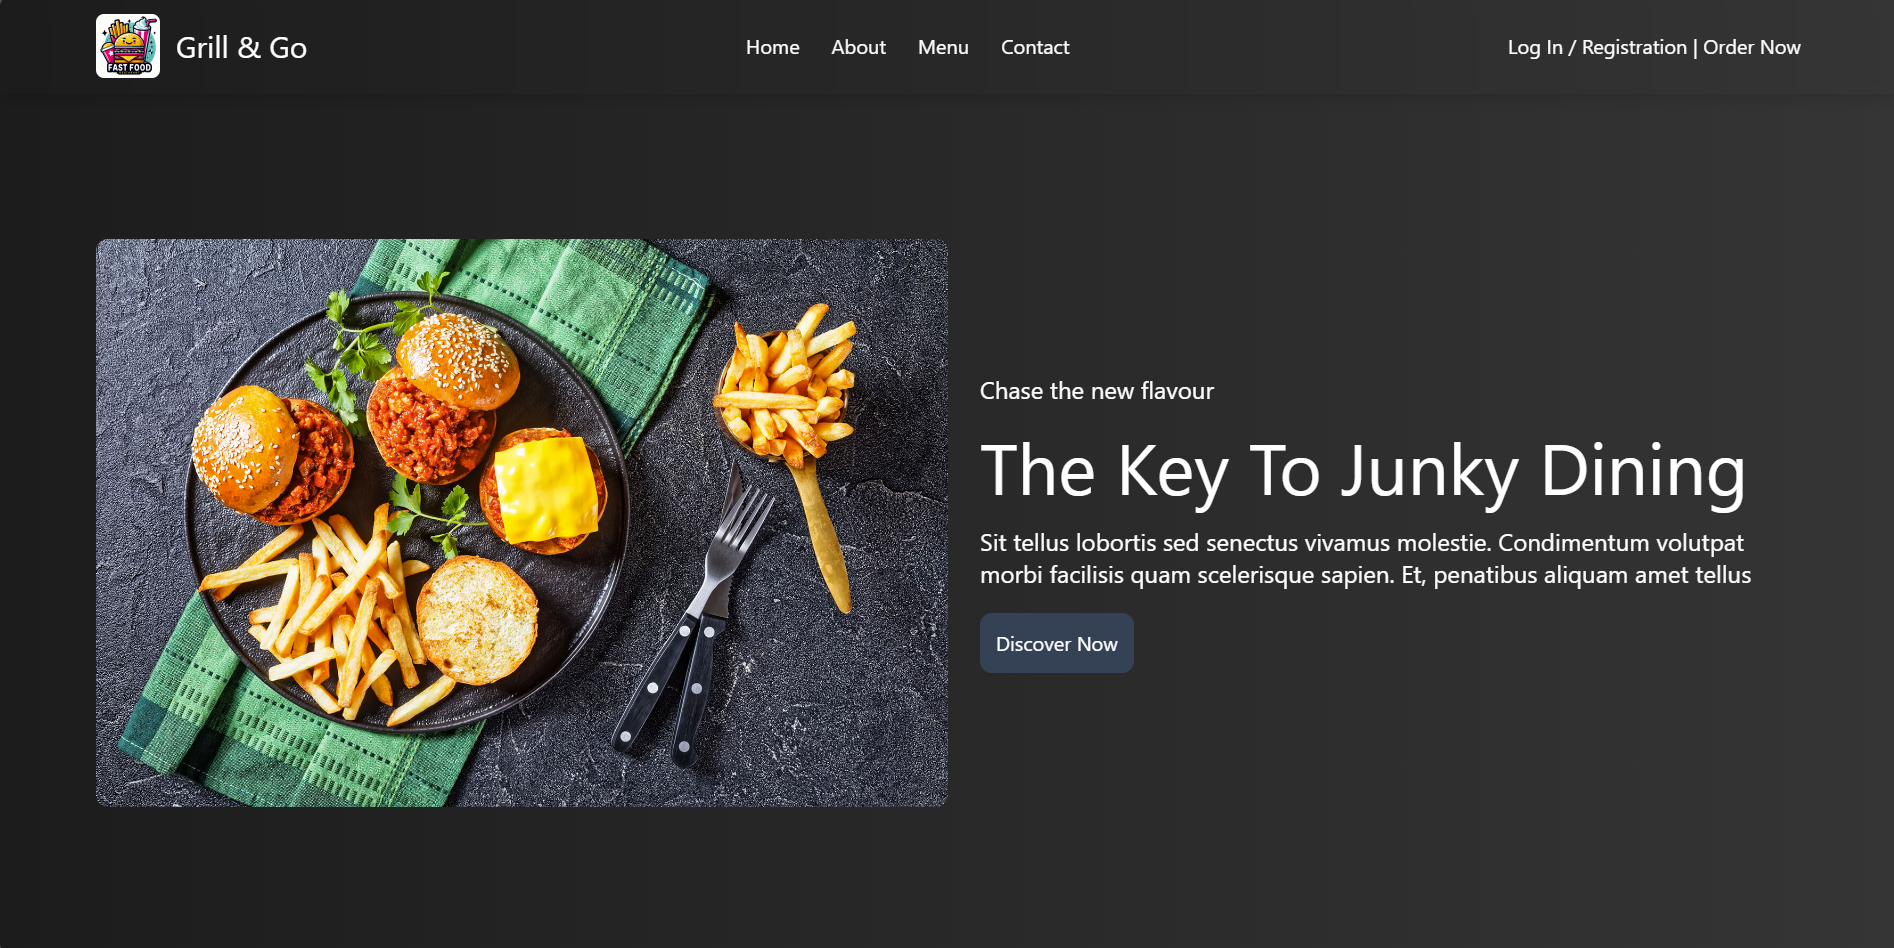 FAST FOOD
Grill & Go
Home About Menu Contact
Log In / Registration | Order Now
Chase the new flavour
The Key To Junky Dining
Sit tellus lobortis sed senectus vivamus molestie. Condimentum volutpat
morbi facilisis quam scelerisque sapien. Et, penatibus aliquam amet tellus
Discover Now